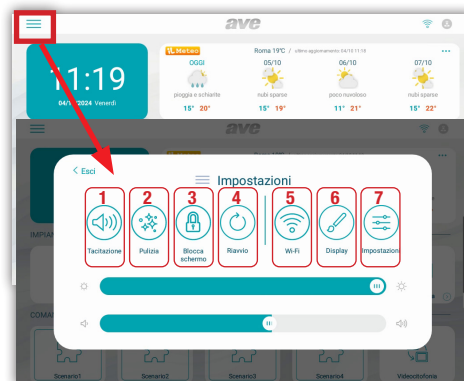 ave
iL Meteo
Roma 19°C / ultimo aggiornamento 04/10 11:18
OGGI
05/10
06/10
07/10
11:19
04/10/2024 Venerdì
pioggia e schiarite
nubi sparse
poco nuvoloso
nubi sparse
15° 20°
15° 19°
11° 21°
15° 22°
ave
Esci
Impostazioni
1
2
3
4
5
6
7
Tacitazione
Pulizia
Blocca
schermo
Riavvio
Wi-Fi
Display
Impostazioni
IMPIAN
COMA
Scenario1
Scenario2
Scenario3
Scenario4
Videocitofonia